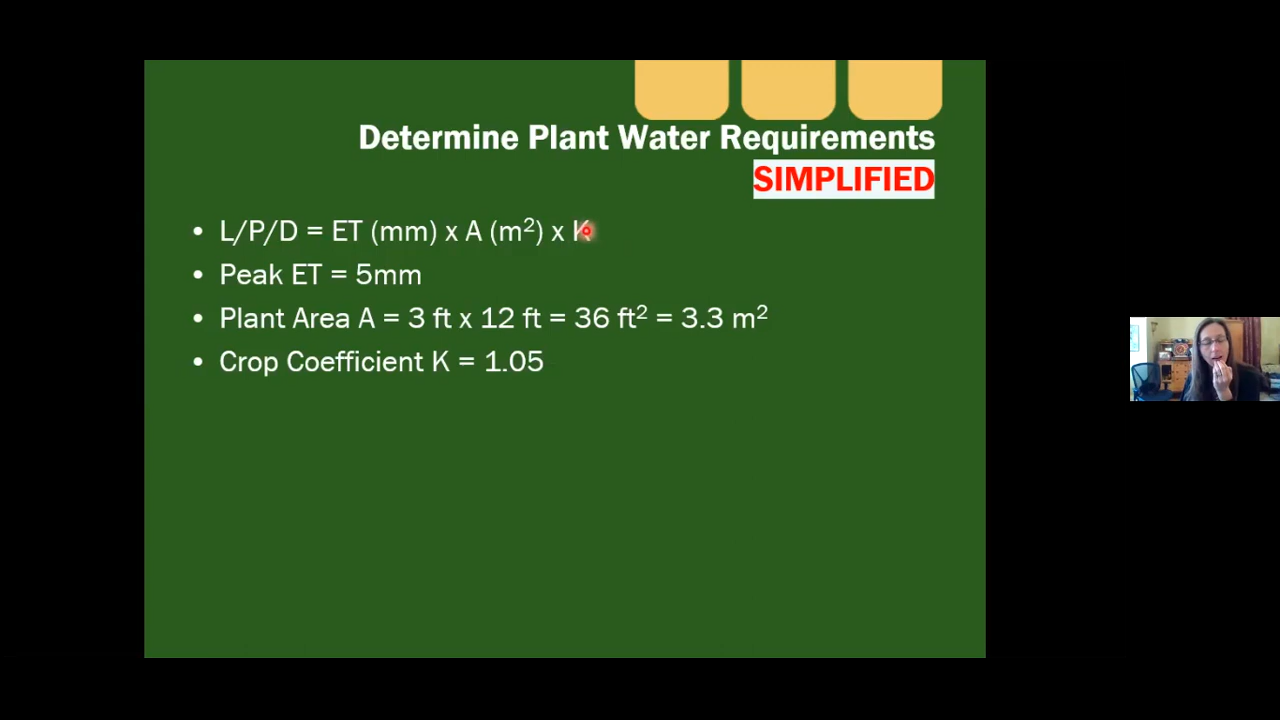 Determine Plant Water Requirements
SIMPLIFIED
• L/P/D = ET (mm) x A (m²) x K
• Peak ET = 5mm
• Plant Area A = 3 ft x 12 ft = 36 ft² = 3.3 m²
• Crop Coefficient K = 1.05